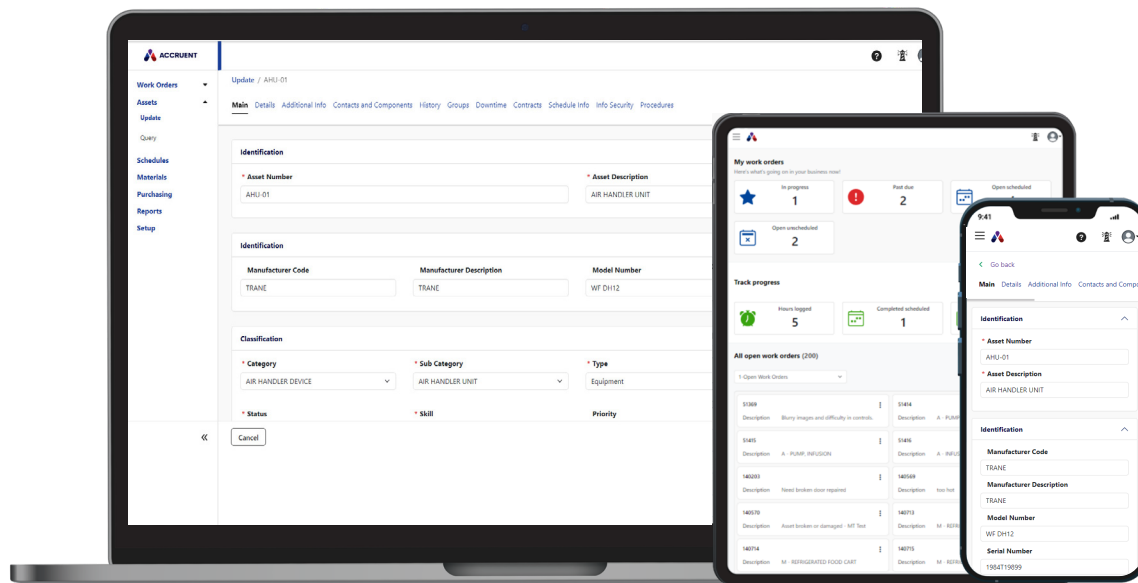 ACCRUENT
Work Orders
Assets
Update
Query
Schedules
Materials
Purchasing
Reports
Setup
Update / AHU-01
Main Details Additional Info Contacts and Components History Groups Downtime Contracts Schedule Info Info Security Procedures
Identification
* Asset Number * Asset Description
AHU-01 AIR HANDLER UNIT
Identification
Manufacturer Code Manufacturer Description Model Number
TRANE TRANE WF DH12
Classification
* Category * Sub Category * Type
AIR HANDLER DEVICE AIR HANDLER UNIT Equipment
* Status * Skill Priority
Cancel
My work orders
Here's what's going on in your business now!
In progress Past due Open scheduled
1 2
Open unscheduled
2
Track progress
Hours logged Completed scheduled
5 1
All open work orders (200)
1-Open Work Orders
51369 51414
Description Blurry images and difficulty in controls. Description A - PUMP
51415 51416
Description A - PUMP, INFUSION Description A - INFUS
140293 140569
Description Need broken door repaired Description too hot
140570 140713
Description Asset broken or damaged - MT Test Description M - REFRI
140714 140715
Description M - REFRIGERATED FOOD CART Description M - REFRI
9:41
Go back
Main Details Additional Info Contacts and Compo
Identification
* Asset Number
AHU-01
* Asset Description
AIR HANDLER UNIT
Identification
Manufacturer Code
TRANE
Manufacturer Description
TRANE
Model Number
WF DH12
Serial Number
1984T19899